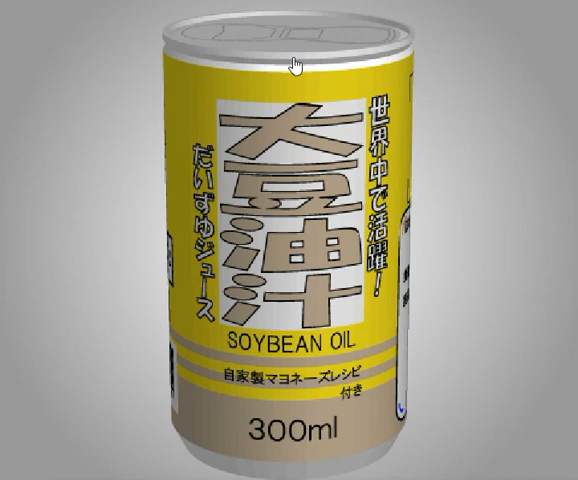 世界中で活躍!
大豆油汁
だいずゆジュース
SOYBEAN OIL
自家製マヨネーズレシピ
付き
300ml